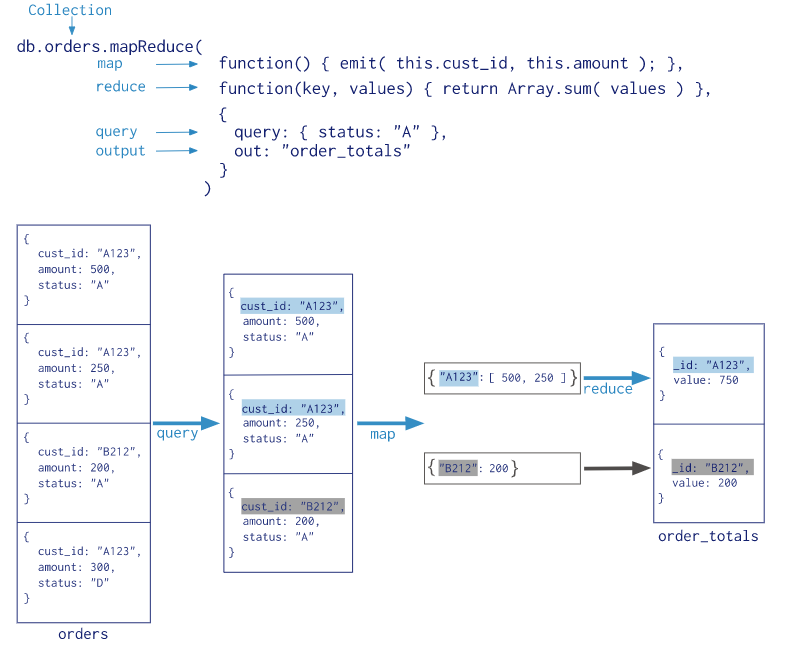 Collection
db.orders.mapReduce(
map function() { emit( this.cust_id, this.amount ); },
reduce function(key, values) { return Array.sum( values ) },
{
query query: { status: "A" },
output out: "order_totals"
}
)
{
cust_id: "A123",
amount: 500,
status: "A"
}
{
cust_id: "A123",
amount: 250,
status: "A"
}
{
cust_id: "B212",
amount: 200,
status: "A"
}
{
cust_id: "A123",
amount: 300,
status: "D"
}
orders
query
{
cust_id: "A123",
amount: 500,
status: "A"
}
{
cust_id: "A123",
amount: 250,
status: "A"
}
{
cust_id: "B212",
amount: 200,
status: "A"
}
map
{ "A123": [ 500, 250 ] }
{ "B212": 200 }
reduce
{
_id: "A123",
value: 750
}
{
_id: "B212",
value: 200
}
order_totals